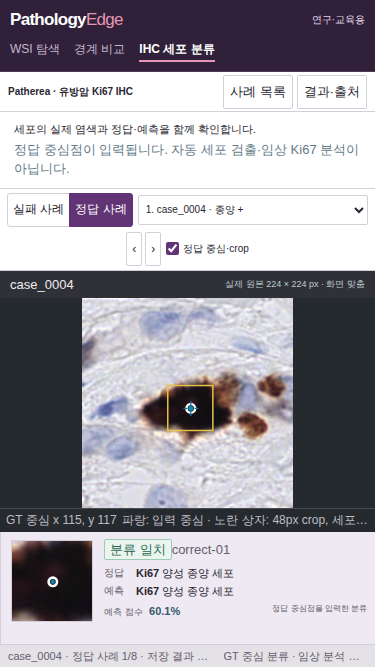 PathologyEdge
연구·교육용
WSI 탐색 경계 비교 IHC 세포 분류
Patherea · 유방암 Ki67 IHC
사례 목록 결과·출처
세포의 실제 염색과 정답·예측을 함께 확인합니다.
정답 중심점이 입력됩니다. 자동 세포 검출·임상 Ki67 분석이
아닙니다.
실패 사례 정답 사례 1. case_0004 · 종양 +
‹ › 정답 중심·crop
case_0004
실제 원본 224 × 224 px · 화면 맞춤
GT 중심 x 115, y 117 파랑: 입력 중심 · 노란 상자: 48px crop, 세포…
분류 일치 correct-01
정답 Ki67 양성 종양 세포
예측 Ki67 양성 종양 세포
예측 점수 60.1%
정답 중심점을 입력한 분류
case_0004 · 정답 사례 1/8 · 저장 결과 …
GT 중심 분류 · 임상 분석 …